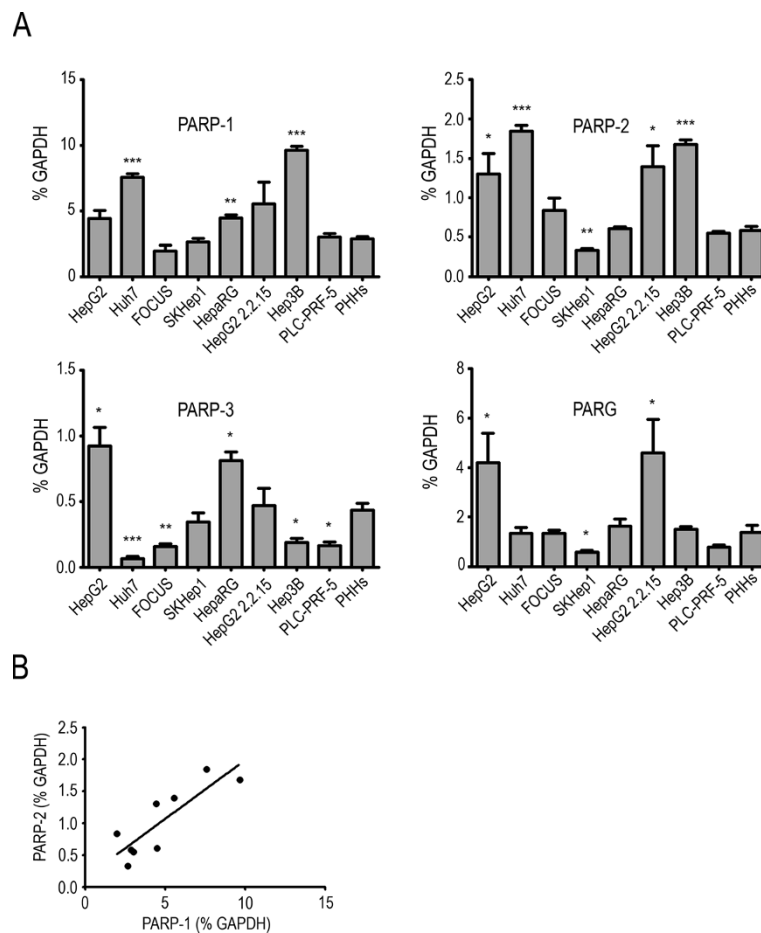 A
PARP-1
% GAPDH
15
10
5
0
***
**
***
HepG2
Huh7
FOCUS
SKHep1
HepaRG
HepG2 2.2.15
Hep3B
PLC-PRF-5
PHHs
PARP-2
% GAPDH
2.5
2.0
1.5
1.0
0.5
0.0
*
***
**
*
***
HepG2
Huh7
FOCUS
SKHep1
HepaRG
HepG2 2.2.15
Hep3B
PLC-PRF-5
PHHs
PARP-3
% GAPDH
1.5
1.0
0.5
0.0
*
***
**
*
*
*
HepG2
Huh7
FOCUS
SKHep1
HepaRG
HepG2 2.2.15
Hep3B
PLC-PRF-5
PHHs
PARG
% GAPDH
8
6
4
2
0
*
*
*
HepG2
Huh7
FOCUS
SKHep1
HepaRG
HepG2 2.2.15
Hep3B
PLC-PRF-5
PHHs
B
PARP-2 (% GAPDH)
2.5
2.0
1.5
1.0
0.5
0.0
0
5
10
15
PARP-1 (% GAPDH)